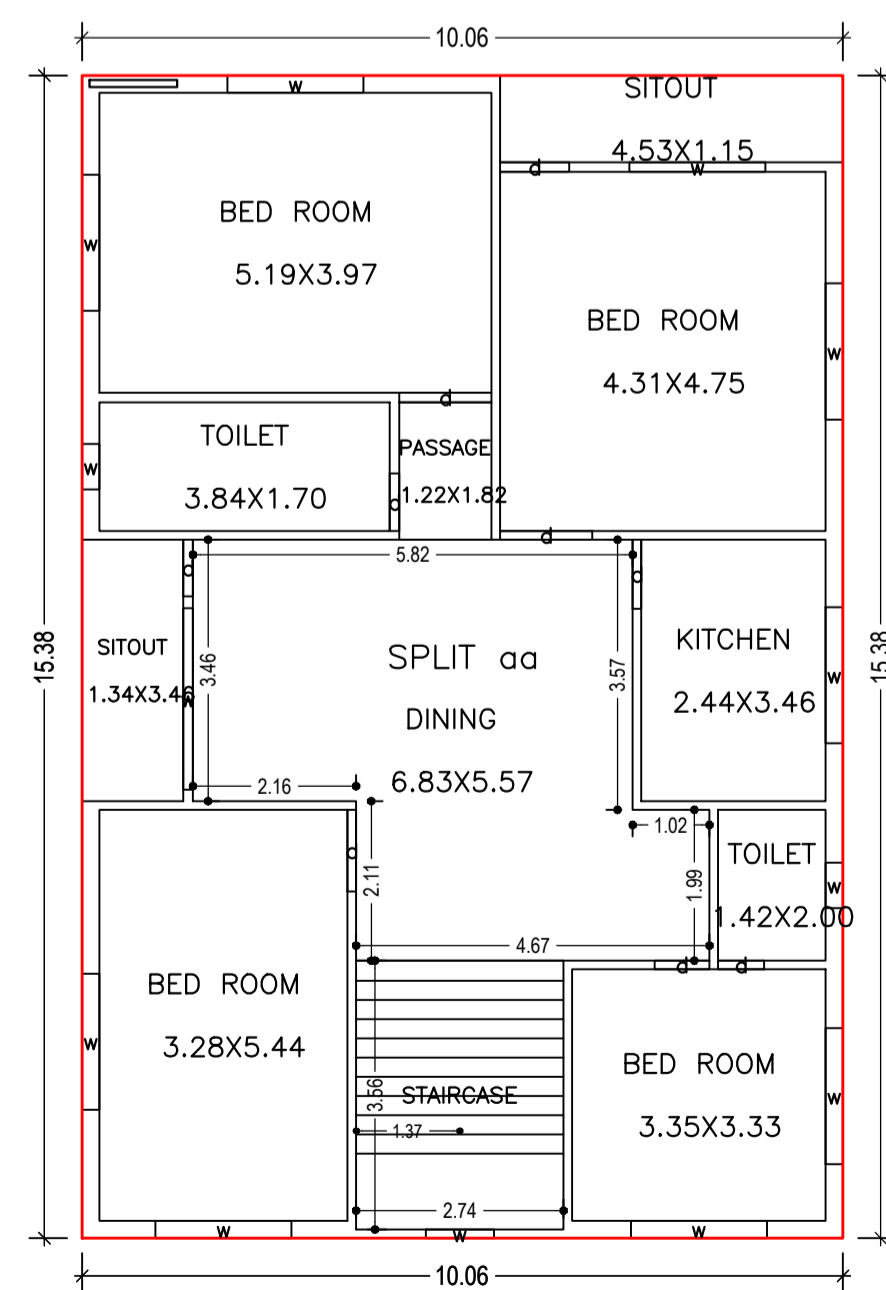 10.06
SITOUT
4.53X1.15
W
d
W
BED ROOM
5.19X3.97
W
BED ROOM
4.31X4.75
W
d
TOILET
3.84X1.70
W
d
PASSAGE
1.22X1.82
d
15.38
15.38
5.82
d
d
SITOUT
1.34X3.46
W
3.46
SPLIT aa
DINING
6.83X5.57
3.57
KITCHEN
2.44X3.46
W
2.16
1.02
d
2.11
1.99
TOILET
1.42X2.00
W
4.67
d
d
BED ROOM
3.28X5.44
W
3.56
STAIRCASE
1.37
BED ROOM
3.35X3.33
W
2.74
W
W
W
10.06